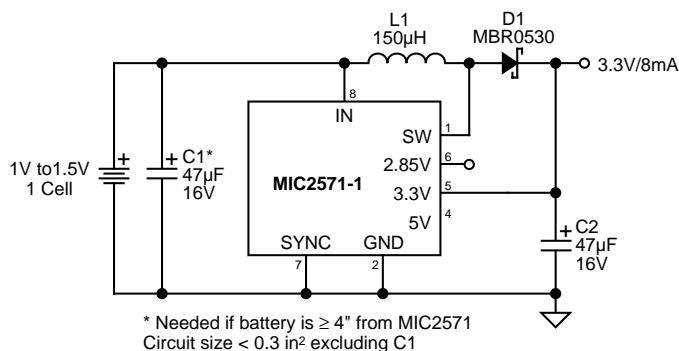 L1
150µH
D1
MBR0530
3.3V/8mA
8
IN
SW
1
1V to1.5V
1 Cell
+
+
C1*
47µF
16V
MIC2571-1
2.85V
6
3.3V
5
5V
4
SYNC
GND
7
2
+
C2
47µF
16V
* Needed if battery is ≥ 4" from MIC2571
Circuit size < 0.3 in² excluding C1